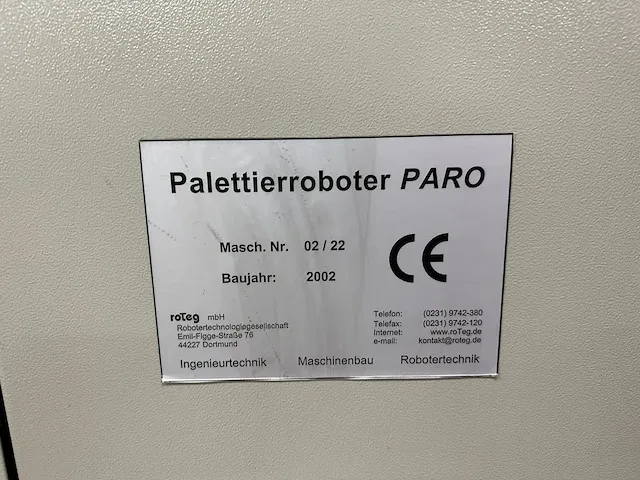 Palettierroboter PARO
Masch. Nr. 02 / 22
CE
Baujahr: 2002
roTeg mbH
Robotertechnologiegesellschaft
Emil-Figge-Straße 76
44227 Dortmund
Telefon: (0231) 9742-380
Telefax: (0231) 9742-120
Internet: www.roTeg.de
e-mail: kontakt@roteg.de
Ingenieurtechnik Maschinenbau Robotertechnik